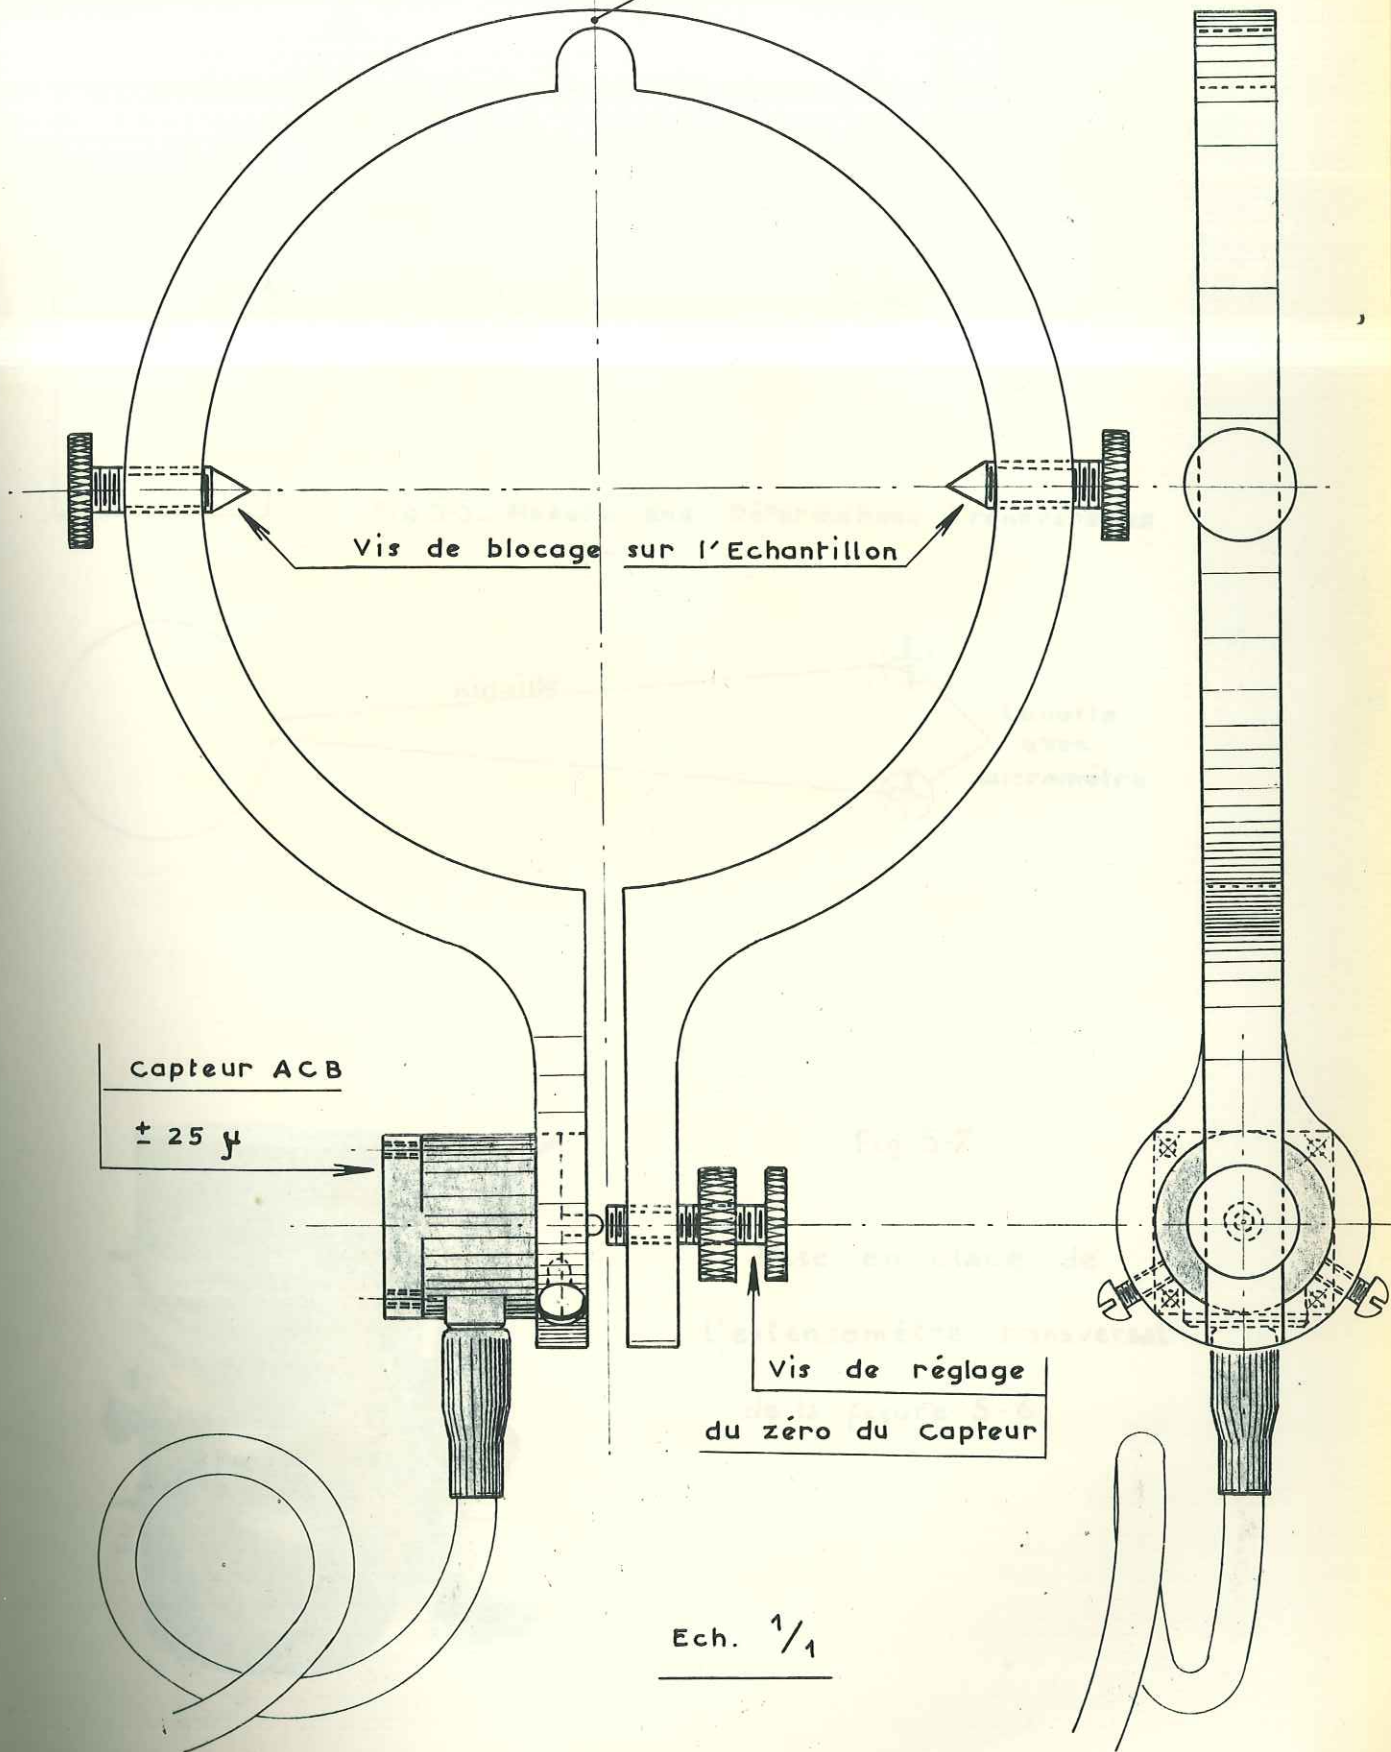 Vis de blocage sur l'Echantillon
Capteur ACB
± 25 μ
Vis de réglage
du zéro du Capteur
Ech. 1/1